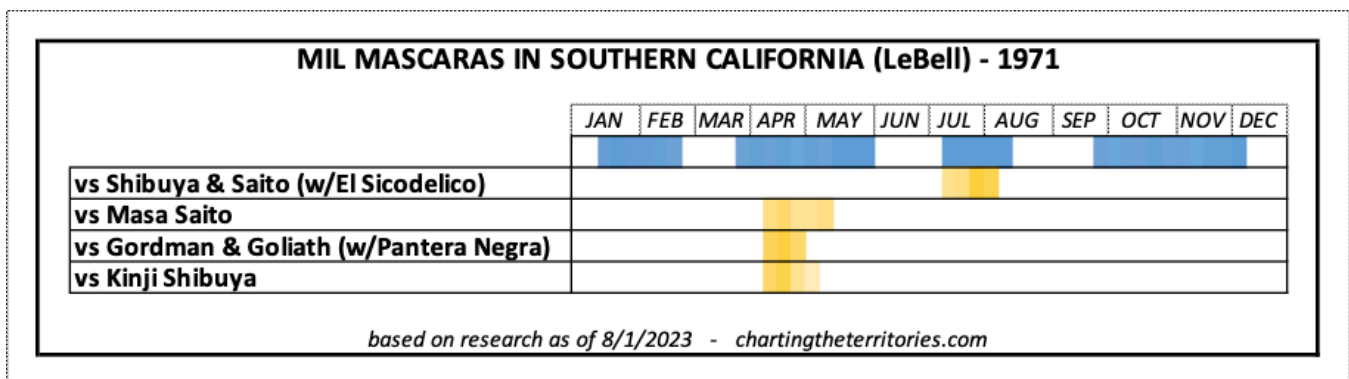 MIL MASCARAS IN SOUTHERN CALIFORNIA (LeBell) - 1971
JAN FEB MAR APR MAY JUN JUL AUG SEP OCT NOV DEC
vs Shibuya & Saito (w/El Sicodelico)
vs Masa Saito
vs Gordman & Goliath (w/Pantera Negra)
vs Kinji Shibuya
based on research as of 8/1/2023 - chartingtheterritories.com